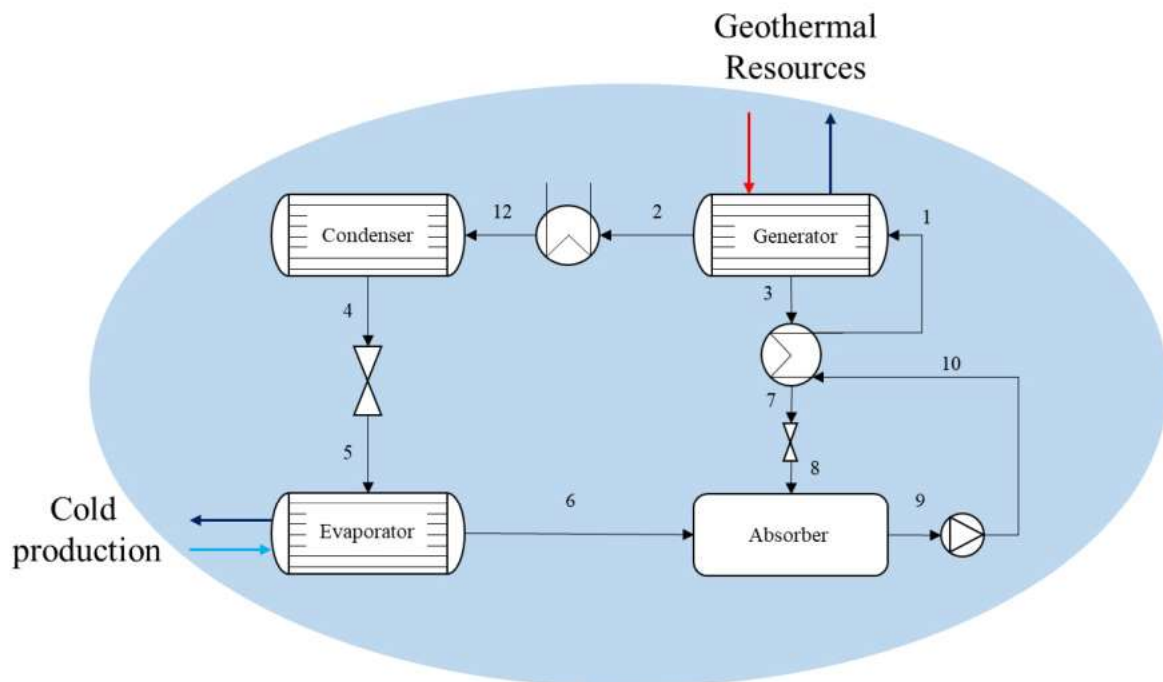 Geothermal
Resources
12
2
1
Condenser
Generator
3
4
10
7
5
8
Cold
production
6
9
Evaporator
Absorber